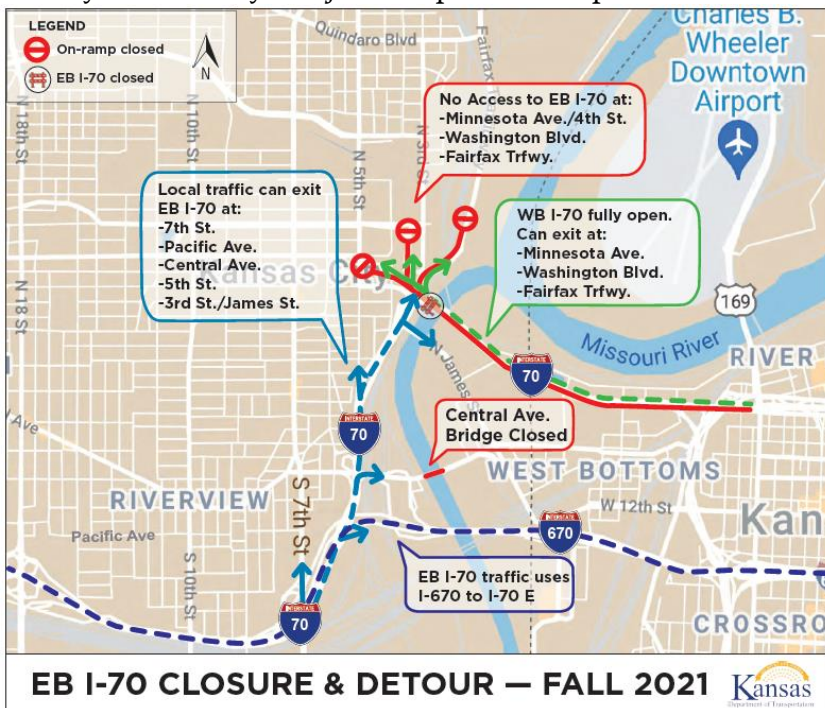 LEGEND
On-ramp closed
EB I-70 closed
N
Quindaro Blvd
Fairfax Trfwy
Charles B.
Wheeler
Downtown
Airport
N 18th St
N 10th St
N 5th St
N 3rd St
No Access to EB I-70 at:
-Minnesota Ave./4th St.
-Washington Blvd.
-Fairfax Trfwy.
Local traffic can exit
EB I-70 at:
-7th St.
-Pacific Ave.
-Central Ave.
-5th St.
-3rd St./James St.
WB I-70 fully open.
Can exit at:
-Minnesota Ave.
-Washington Blvd.
-Fairfax Trfwy.
Kansas City
N 18 St
169
Missouri River
RIVER
N James St
INTERSTATE
70
Central Ave.
Bridge Closed
INTERSTATE
70
Ave
WEST BOTTOMS
RIVERVIEW
S 7th St
W 12th St
Kan
Pacific Ave
INTERSTATE
670
S 10th St
EB I-70 traffic uses
I-670 to I-70 E
INTERSTATE
70
CROSSRO
EB I-70 CLOSURE & DETOUR — FALL 2021
Kansas
Department of Transportation